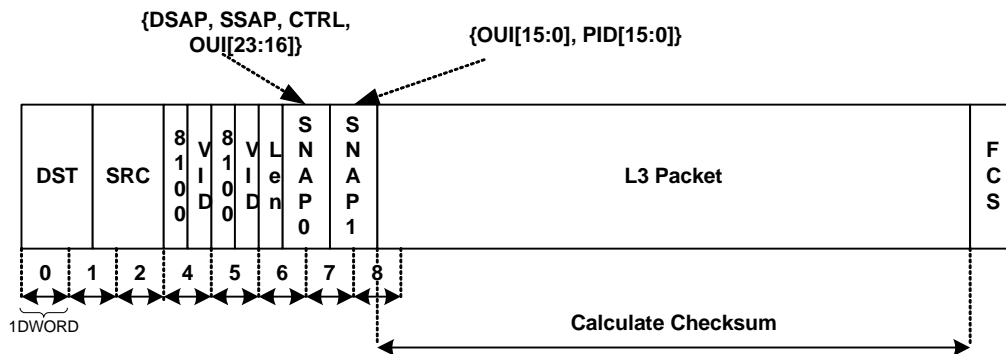 {DSAP, SSAP, CTRL,
OUI[23:16]}
{OUI[15:0], PID[15:0]}
DST
SRC
8100
VID
8100
VID
Len
SNAP0
SNAP1
L3 Packet
FCS
0 1 2 4 5 6 7 8
1DWORD
Calculate Checksum